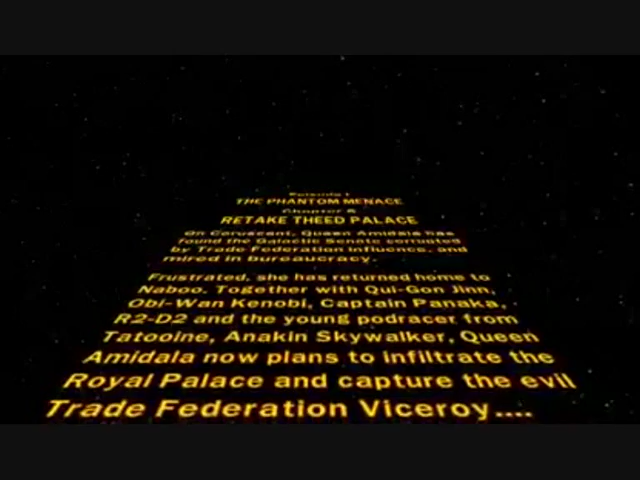 Episode I
THE PHANTOM MENACE
Chapter 5
RETAKE THEED PALACE
On Coruscant, Queen Amidala has
found the Galactic Senate corrupted
by Trade Federation influence, and
mired in bureaucracy.
Frustrated, she has returned home to
Naboo. Together with Qui-Gon Jinn,
Obi-Wan Kenobi, Captain Panaka,
R2-D2 and the young podracer from
Tatooine, Anakin Skywalker, Queen
Amidala now plans to infiltrate the
Royal Palace and capture the evil
Trade Federation Viceroy....